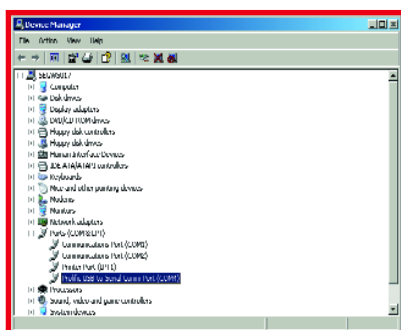 Device Manager
File Action View Help
SELWS017
Computer
Disk drives
Display adapters
DVD/CD-ROM drives
Floppy disk controllers
Floppy disk drives
Human Interface Devices
IDE ATA/ATAPI controllers
Keyboards
Mice and other pointing devices
Modems
Monitors
Network adapters
Ports (COM & LPT)
Communications Port (COM1)
Communications Port (COM2)
Printer Port (LPT1)
Prolific USB-to-Serial Comm Port (COM4)
Processors
Sound, video and game controllers
System devices